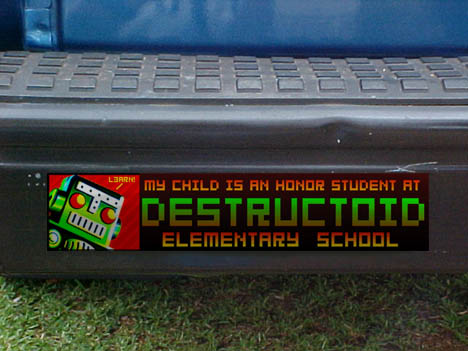 L3ARN!
MY CHILD IS AN HONOR STUDENT AT
DESTRUCTOID
ELEMENTARY SCHOOL